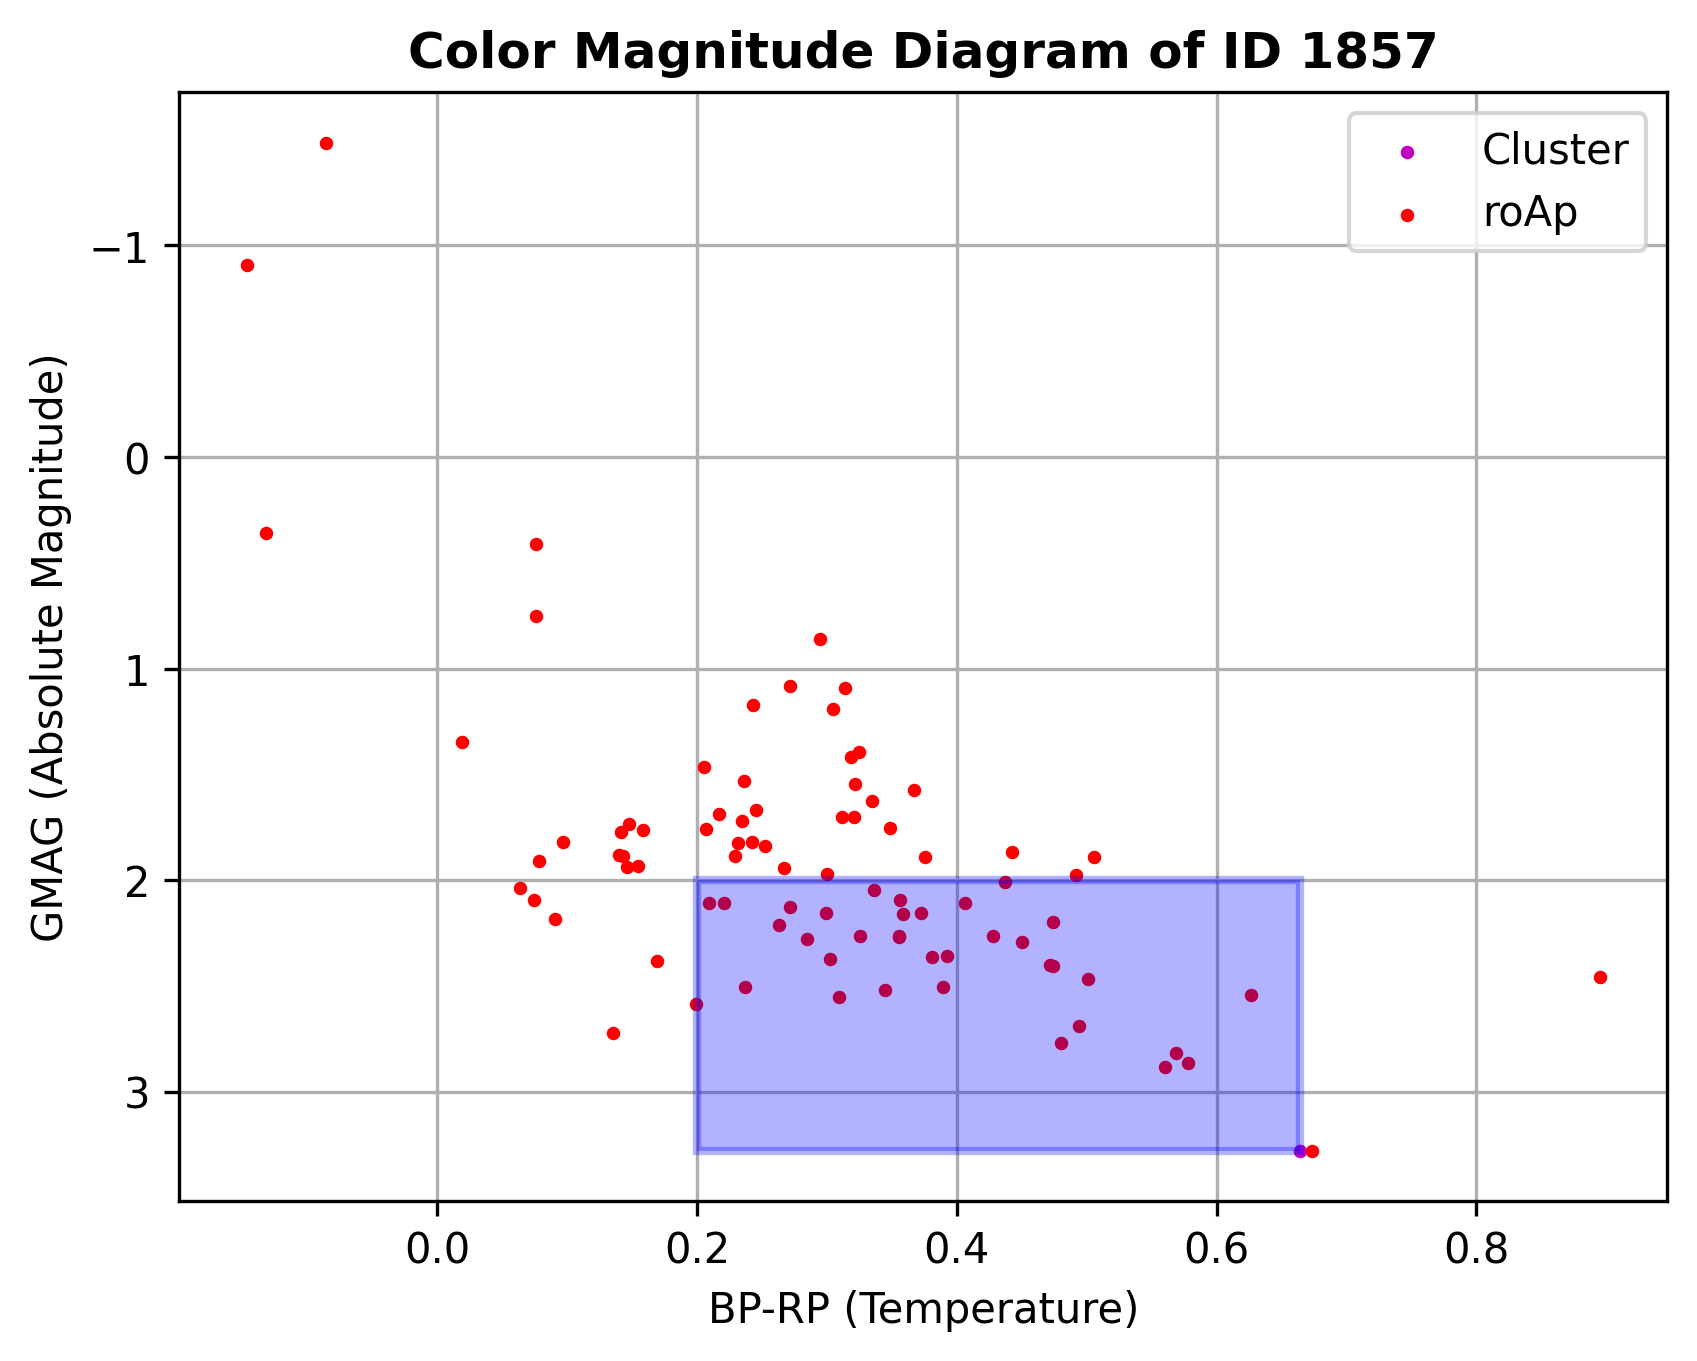 Color Magnitude Diagram of ID 1857
Cluster
roAp
GMAG (Absolute Magnitude)
−1
0
1
2
3
0.0 0.2 0.4 0.6 0.8
BP-RP (Temperature)